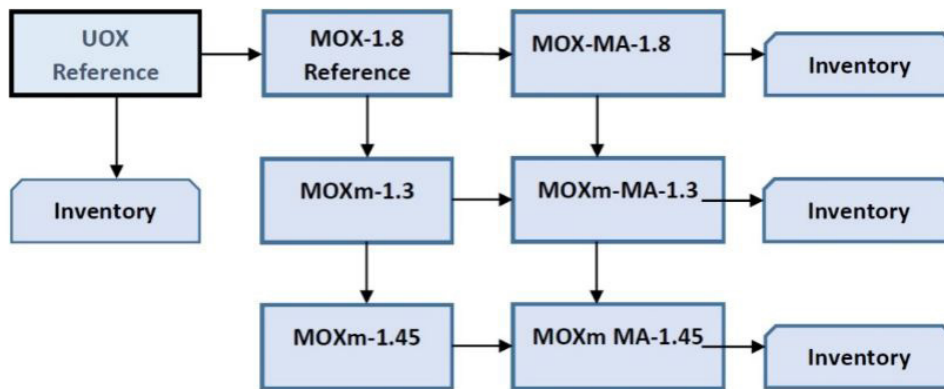 UOX
Reference
MOX-1.8
Reference
MOX-MA-1.8
Inventory
Inventory
MOXm-1.3
MOXm-MA-1.3
Inventory
MOXm-1.45
MOXm MA-1.45
Inventory